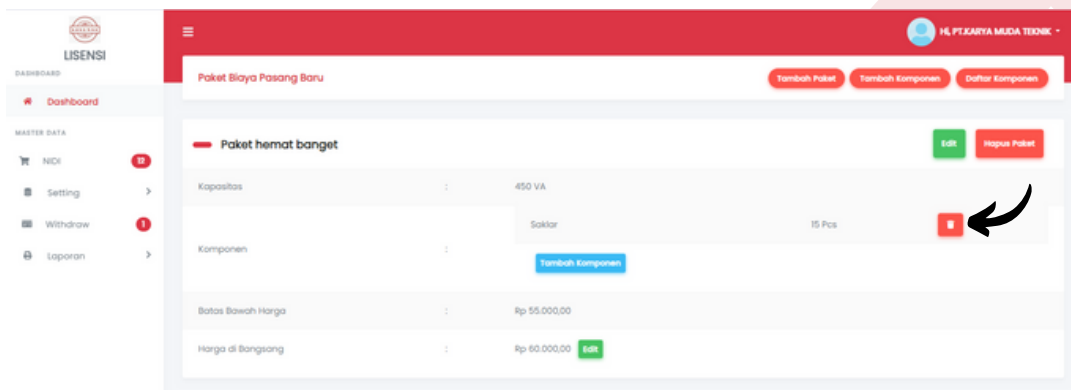 LISENSI
HI, PT.KARYA MUDA TEKNIK
DASHBOARD
Dashboard
MASTER DATA
NIDI 12
Setting
Withdraw 1
Laporan
Paket Biaya Pasang Baru
Tambah Paket Tambah Komponen Daftar Komponen
Paket hemat banget
Edit Hapus Paket
Kapasitas : 450 VA
Komponen :
Saklar 15 Pcs
Tambah Komponen
Batas Bawah Harga : Rp 55.000,00
Harga di Bangsang : Rp 60.000,00 Edit